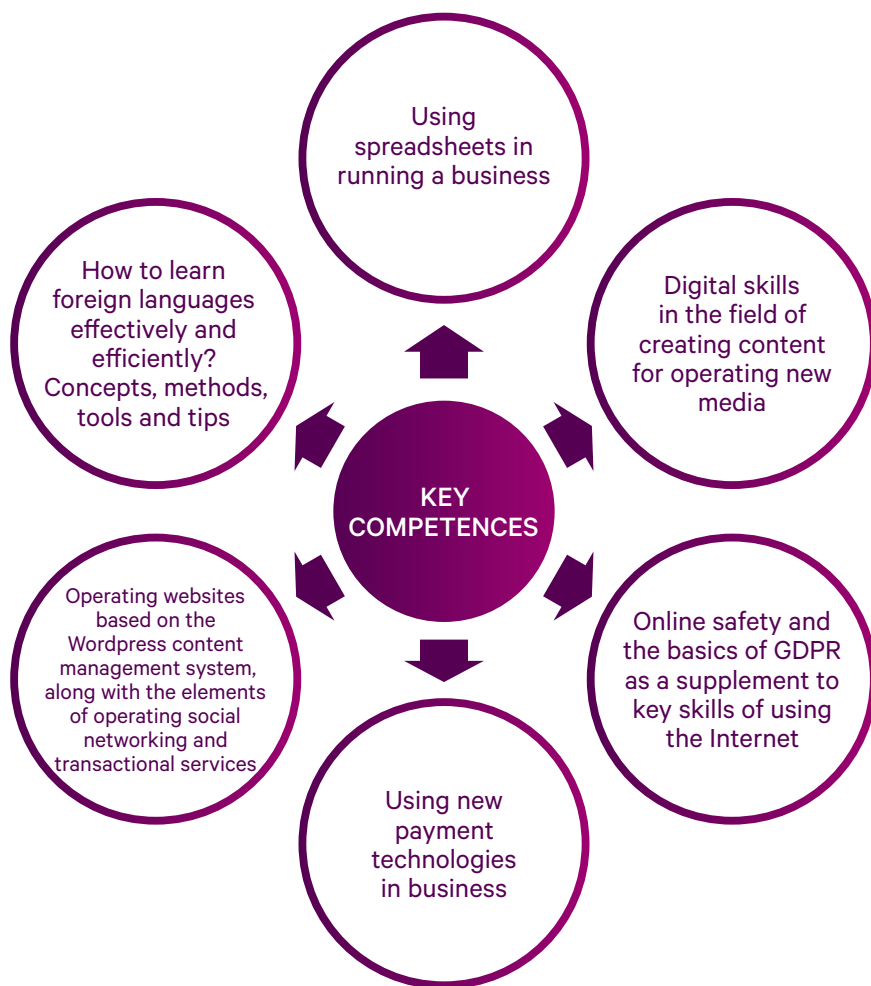 Using
spreadsheets in
running a business
How to learn
foreign languages
effectively and
efficiently?
Concepts, methods,
tools and tips
Digital skills
in the field of
creating content
for operating new
media
KEY
COMPETENCES
Operating websites
based on the
Wordpress content
management system,
along with the elements
of operating social
networking and
transactional services
Online safety and
the basics of GDPR
as a supplement to
key skills of using
the Internet
Using new
payment
technologies
in business